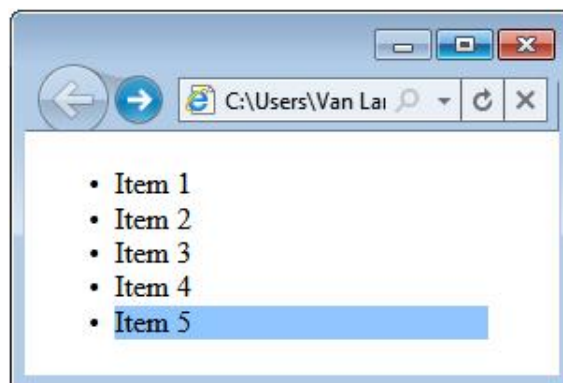 C:\Users\Van Lai
• Item 1
• Item 2
• Item 3
• Item 4
• Item 5